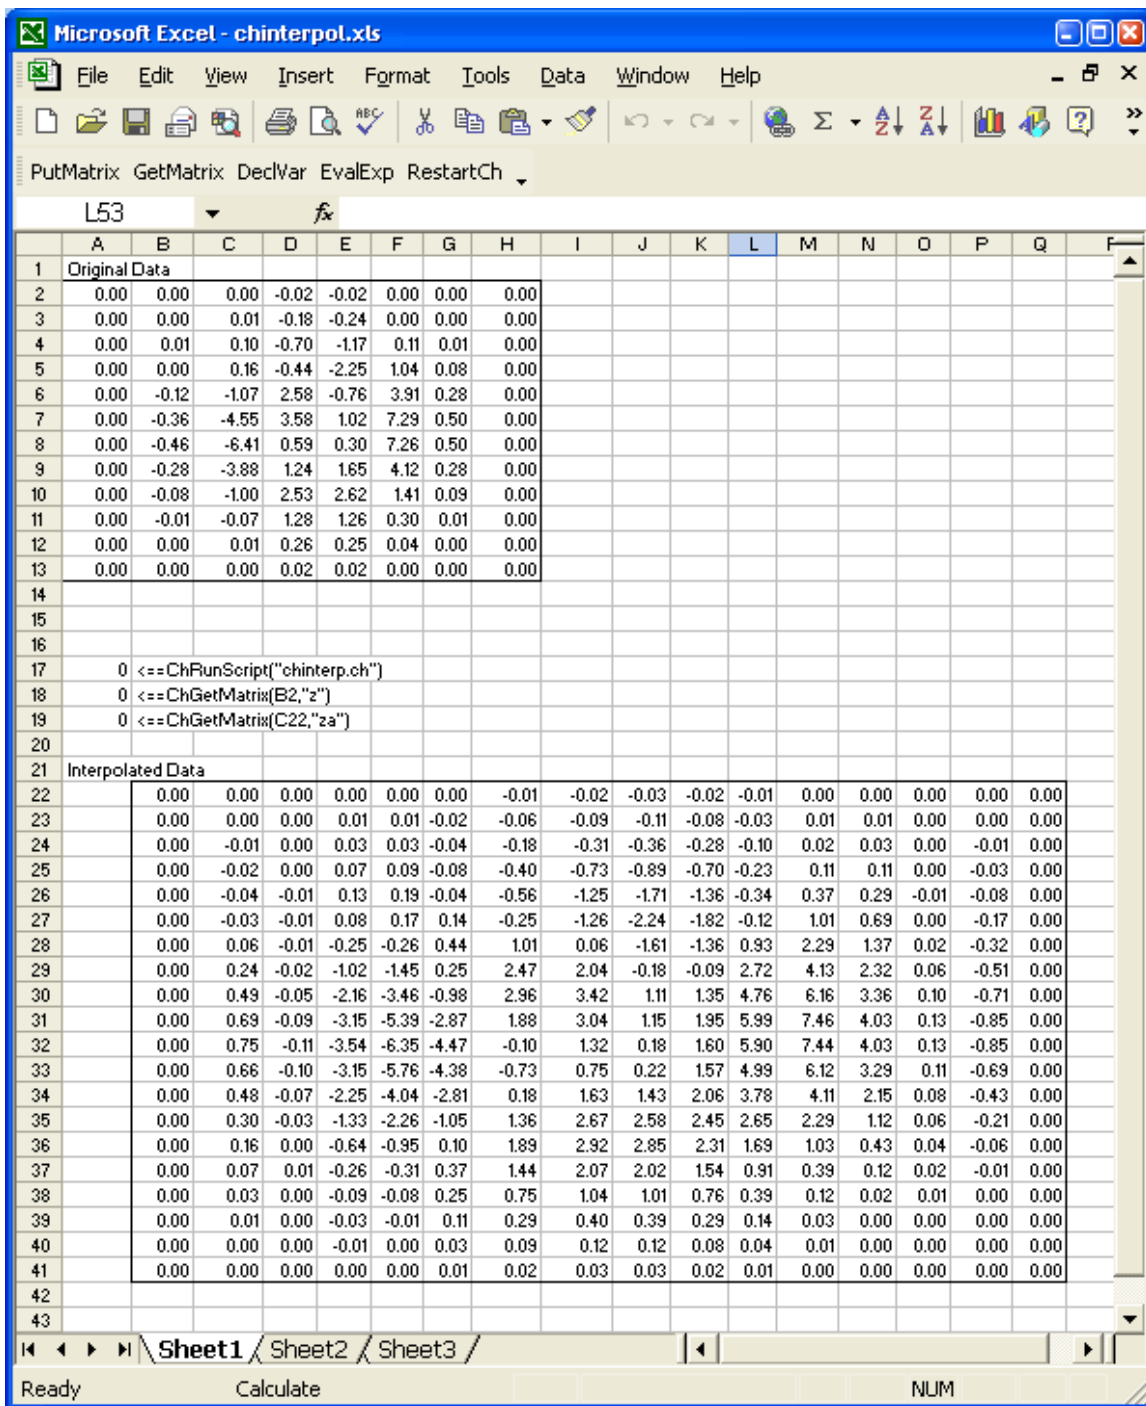 Microsoft Excel - chinterpol.xls
File Edit View Insert Format Tools Data Window Help
PutMatrix GetMatrix DeclVar EvalExp RestartCh
L53 fx
A B C D E F G H I J K L M N O P Q
1 Original Data
2 0.00 0.00 0.00 -0.02 -0.02 0.00 0.00 0.00
3 0.00 0.00 0.01 -0.18 -0.24 0.00 0.00 0.00
4 0.00 0.01 0.10 -0.70 -1.17 0.11 0.01 0.00
5 0.00 0.00 0.16 -0.44 -2.25 1.04 0.08 0.00
6 0.00 -0.12 -1.07 2.58 -0.76 3.91 0.28 0.00
7 0.00 -0.36 -4.55 3.58 1.02 7.29 0.50 0.00
8 0.00 -0.46 -6.41 0.59 0.30 7.26 0.50 0.00
9 0.00 -0.28 -3.88 1.24 1.65 4.12 0.28 0.00
10 0.00 -0.08 -1.00 2.53 2.62 1.41 0.09 0.00
11 0.00 -0.01 -0.07 1.28 1.26 0.30 0.01 0.00
12 0.00 0.00 0.01 0.26 0.25 0.04 0.00 0.00
13 0.00 0.00 0.00 0.02 0.02 0.00 0.00 0.00
14
15
16
17 0 <==ChRunScript("chinterp.ch")
18 0 <==ChGetMatrix(B2,"z")
19 0 <==ChGetMatrix(C22,"za")
20
21 Interpolated Data
22 0.00 0.00 0.00 0.00 0.00 0.00 -0.01 -0.02 -0.03 -0.02 -0.01 0.00 0.00 0.00 0.00 0.00
23 0.00 0.00 0.00 0.01 0.01 -0.02 -0.06 -0.09 -0.11 -0.08 -0.03 0.01 0.01 0.00 0.00 0.00
24 0.00 -0.01 0.00 0.03 0.03 -0.04 -0.18 -0.31 -0.36 -0.28 -0.10 0.02 0.03 0.00 -0.01 0.00
25 0.00 -0.02 0.00 0.07 0.09 -0.08 -0.40 -0.73 -0.89 -0.70 -0.23 0.11 0.11 0.00 -0.03 0.00
26 0.00 -0.04 -0.01 0.13 0.19 -0.04 -0.56 -1.25 -1.71 -1.36 -0.34 0.37 0.29 -0.01 -0.08 0.00
27 0.00 -0.03 -0.01 0.08 0.17 0.14 -0.25 -1.26 -2.24 -1.82 -0.12 1.01 0.69 0.00 -0.17 0.00
28 0.00 0.06 -0.01 -0.25 -0.26 0.44 1.01 0.06 -1.61 -1.36 0.93 2.29 1.37 0.02 -0.32 0.00
29 0.00 0.24 -0.02 -1.02 -1.45 0.25 2.47 2.04 -0.18 -0.09 2.72 4.13 2.32 0.06 -0.51 0.00
30 0.00 0.49 -0.05 -2.16 -3.46 -0.98 2.96 3.42 1.11 1.35 4.76 6.16 3.36 0.10 -0.71 0.00
31 0.00 0.69 -0.09 -3.15 -5.39 -2.87 1.88 3.04 1.15 1.95 5.99 7.46 4.03 0.13 -0.85 0.00
32 0.00 0.75 -0.11 -3.54 -6.35 -4.47 -0.10 1.32 0.18 1.60 5.90 7.44 4.03 0.13 -0.85 0.00
33 0.00 0.66 -0.10 -3.15 -5.76 -4.38 -0.73 0.75 0.22 1.57 4.99 6.12 3.29 0.11 -0.69 0.00
34 0.00 0.48 -0.07 -2.25 -4.04 -2.81 0.18 1.63 1.43 2.06 3.78 4.11 2.15 0.08 -0.43 0.00
35 0.00 0.30 -0.03 -1.33 -2.26 -1.05 1.36 2.67 2.58 2.45 2.65 2.29 1.12 0.06 -0.21 0.00
36 0.00 0.16 0.00 -0.64 -0.95 0.10 1.89 2.92 2.85 2.31 1.69 1.03 0.43 0.04 -0.06 0.00
37 0.00 0.07 0.01 -0.26 -0.31 0.37 1.44 2.07 2.02 1.54 0.91 0.39 0.12 0.02 -0.01 0.00
38 0.00 0.03 0.00 -0.09 -0.08 0.25 0.75 1.04 1.01 0.76 0.39 0.12 0.02 0.01 0.00 0.00
39 0.00 0.01 0.00 -0.03 -0.01 0.11 0.29 0.40 0.39 0.29 0.14 0.03 0.00 0.00 0.00 0.00
40 0.00 0.00 0.00 -0.01 0.00 0.03 0.09 0.12 0.12 0.08 0.04 0.01 0.00 0.00 0.00 0.00
41 0.00 0.00 0.00 0.00 0.00 0.01 0.02 0.03 0.03 0.02 0.01 0.00 0.00 0.00 0.00 0.00
42
43
Sheet1 Sheet2 Sheet3
Ready Calculate NUM